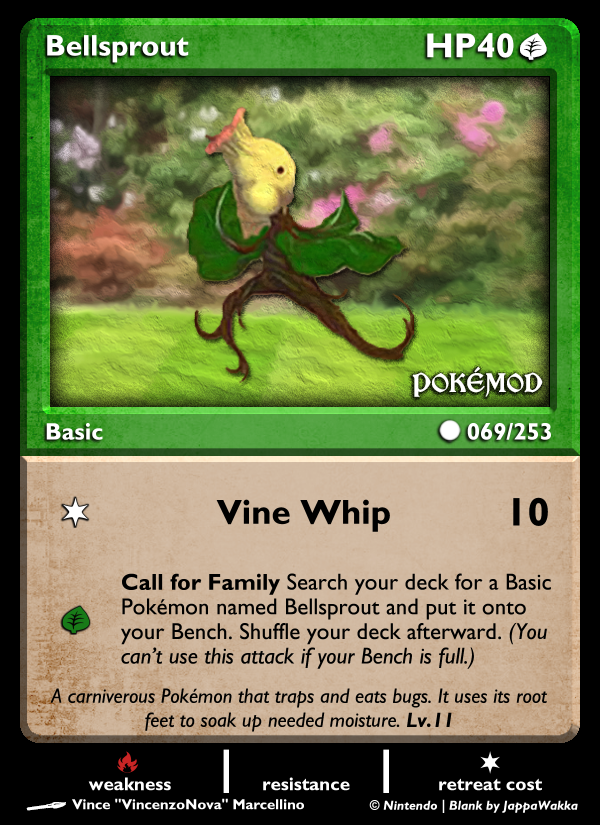 Bellsprout HP40
POKÉMOD
Basic 069/253
Vine Whip 10
Call for Family Search your deck for a Basic
Pokémon named Bellsprout and put it onto
your Bench. Shuffle your deck afterward. (You
can't use this attack if your Bench is full.)
A carniverous Pokémon that traps and eats bugs. It uses its root
feet to soak up needed moisture. Lv.11
weakness resistance retreat cost
Vince "VincenzoNova" Marcellino © Nintendo | Blank by JappaWakka